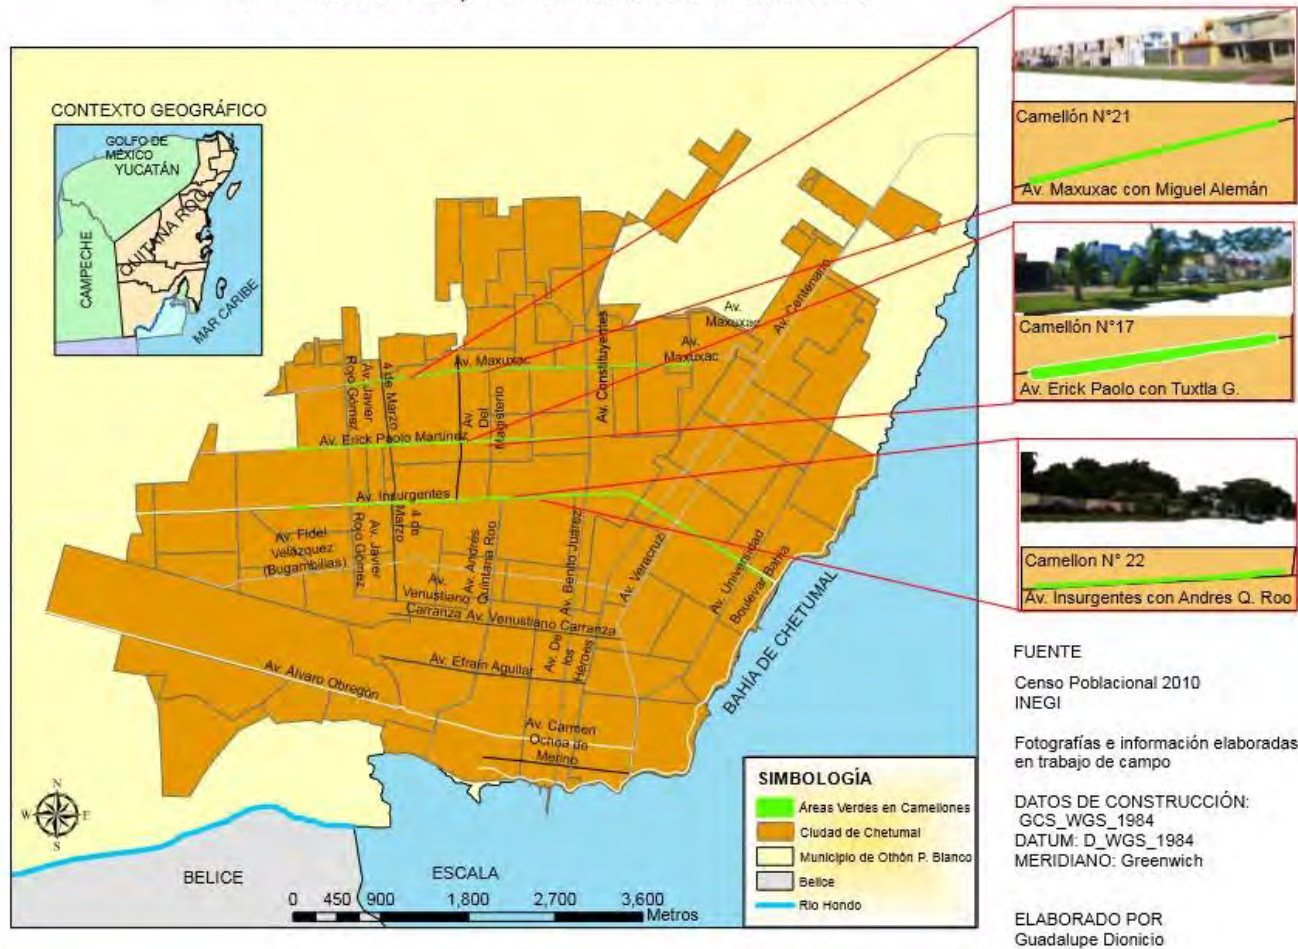 CONTEXTO GEOGRÁFICO
GOLFO DE
MÉXICO
YUCATÁN
QUITANA ROO
CAMPECHE
MAR CARIBE
Camellón N°21
Av. Maxuxac con Miguel Alemán
Camellón N°17
Av. Erick Paolo con Tuxtla G.
Camellon N° 22
Av. Insurgentes con Andres Q. Roo
Av. Centenario
Av.
Maxuxac
Av.
Maxuxac
Av. Maxuxac
Av. Constituyentes
Av. Javier
Rojo Gómez
4 de Marzo
Av.
Del
Magisterio
Av. Erick Paolo Martínez
Av. Insurgentes
Av. Fidel
Velázquez
(Bugambilias)
Av. Javier
Rojo Gómez
4 de
Marzo
Av. Andrés
Quintana Roo
Av. Benito Juárez
Av. Veracruz
Av. Universidad
Boulevar Bahía
Av.
Venustiano
Carranza
Av. Venustiano Carranza
Av. Efraín Aguilar
Av. De
los
Héroes
Av. Álvaro Obregón
Av. Carmen
Ochoa de
Merino
BAHÍA DE CHETUMAL
N
W
E
S
BELICE
ESCALA
0 450 900 1,800 2,700 3,600
Metros
SIMBOLOGÍA
Áreas Verdes en Camellones
Ciudad de Chetumal
Municipio de Othón P. Blanco
Belice
Rio Hondo
FUENTE
Censo Poblacional 2010
INEGI
Fotografías e información elaboradas
en trabajo de campo
DATOS DE CONSTRUCCIÓN:
GCS_WGS_1984
DATUM: D_WGS_1984
MERIDIANO: Greenwich
ELABORADO POR
Guadalupe Dionicio